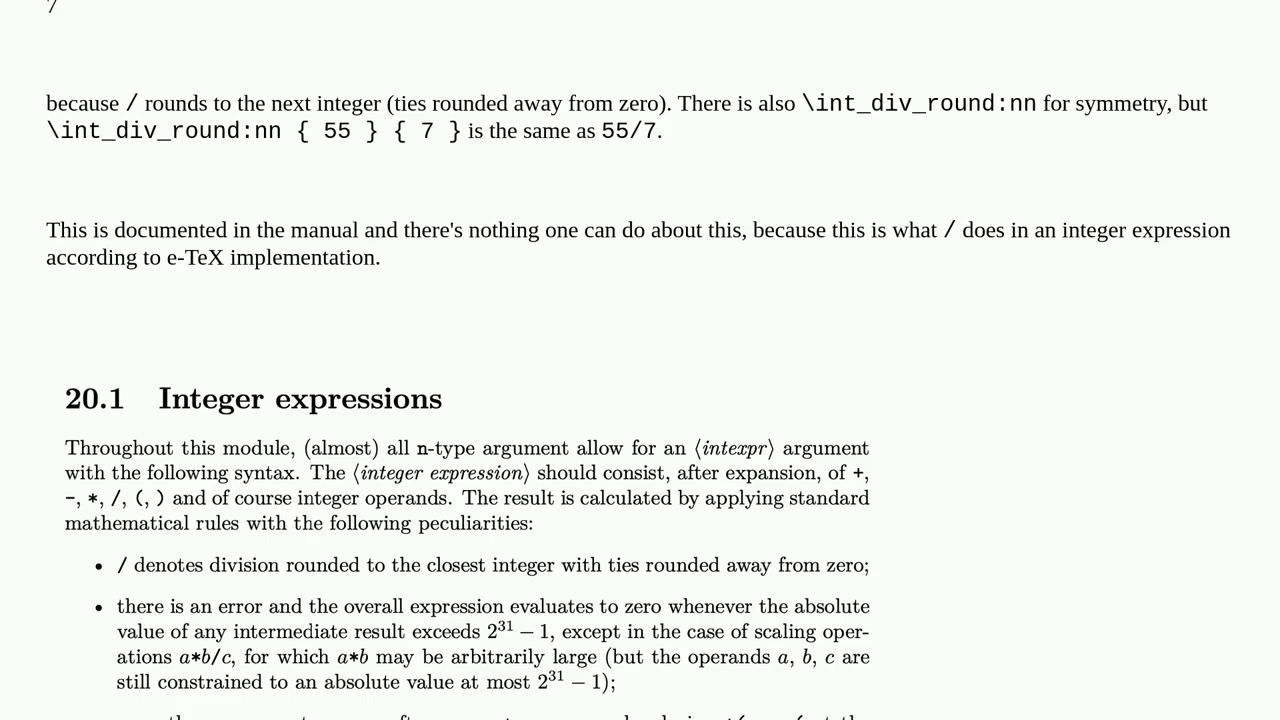 7
because / rounds to the next integer (ties rounded away from zero). There is also \int_div_round:nn for symmetry, but
\int_div_round:nn { 55 } { 7 } is the same as 55/7.
This is documented in the manual and there's nothing one can do about this, because this is what / does in an integer expression
according to e-TeX implementation.
20.1 Integer expressions
Throughout this module, (almost) all n-type argument allow for an ⟨intexpr⟩ argument
with the following syntax. The ⟨integer expression⟩ should consist, after expansion, of +,
-, *, /, (, ) and of course integer operands. The result is calculated by applying standard
mathematical rules with the following peculiarities:
• / denotes division rounded to the closest integer with ties rounded away from zero;
• there is an error and the overall expression evaluates to zero whenever the absolute
value of any intermediate result exceeds 2³¹ − 1, except in the case of scaling oper-
ations a*b/c, for which a*b may be arbitrarily large (but the operands a, b, c are
still constrained to an absolute value at most 2³¹ − 1);